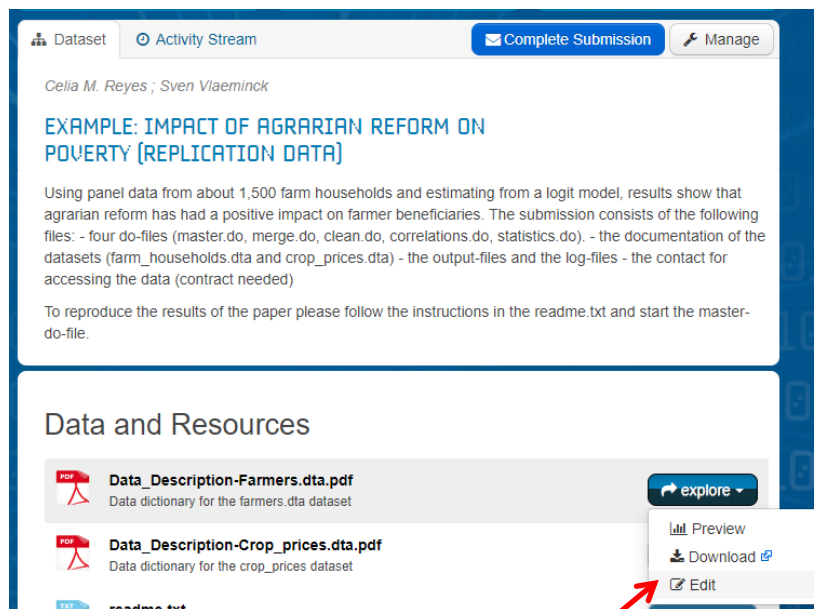 Dataset Activity Stream Complete Submission Manage
Celia M. Reyes ; Sven Vlaeminck
EXAMPLE: IMPACT OF AGRARIAN REFORM ON
POVERTY (REPLICATION DATA)
Using panel data from about 1,500 farm households and estimating from a logit model, results show that
agrarian reform has had a positive impact on farmer beneficiaries. The submission consists of the following
files: - four do-files (master.do, merge.do, clean.do, correlations.do, statistics.do). - the documentation of the
datasets (farm_households.dta and crop_prices.dta) - the output-files and the log-files - the contact for
accessing the data (contract needed)
To reproduce the results of the paper please follow the instructions in the readme.txt and start the master-
do-file.
Data and Resources
PDF Data_Description-Farmers.dta.pdf explore
Data dictionary for the farmers.dta dataset
Preview
PDF Data_Description-Crop_prices.dta.pdf
Data dictionary for the crop_prices dataset
Download
Edit
TXT readme.txt